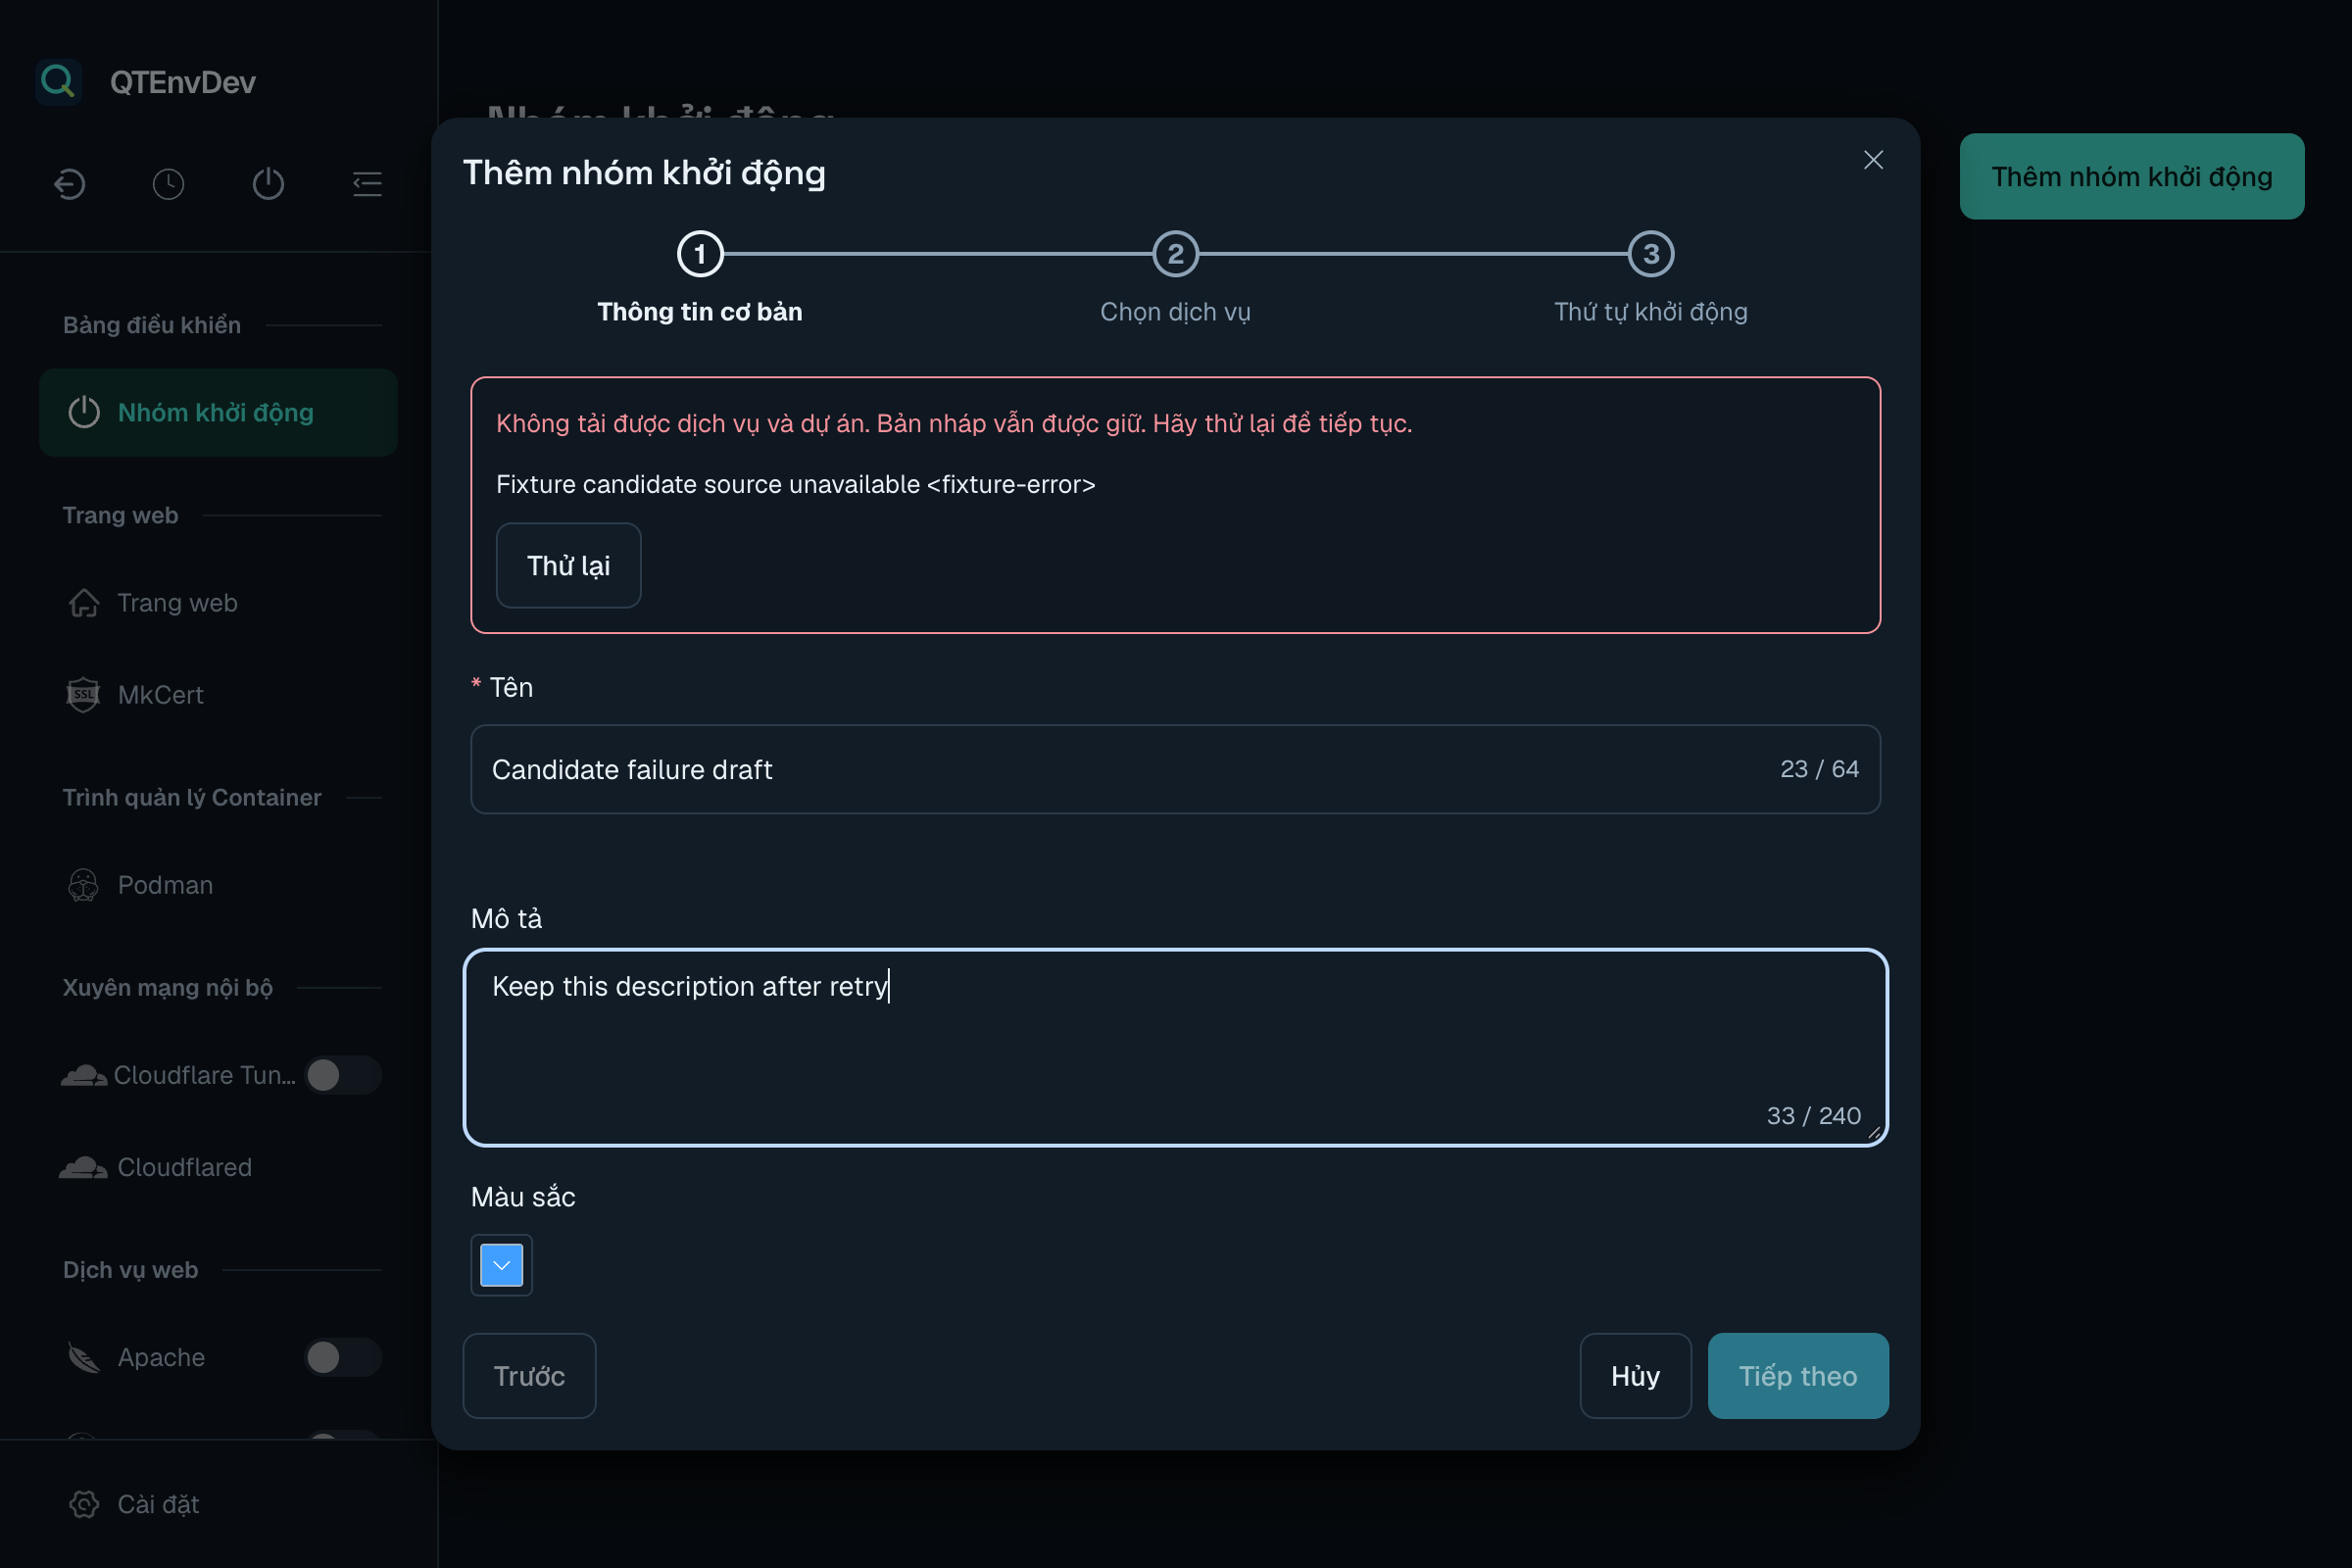 QTEnvDev
Bảng điều khiển
Nhóm khởi động
Trang web
Trang web
SSL
MkCert
Trình quản lý Container
Podman
Xuyên mạng nội bộ
Cloudflare Tun...
Cloudflared
Dịch vụ web
Apache
Cài đặt
Nhóm khởi động
Thêm nhóm khởi động
Thêm nhóm khởi động
1
2
3
Thông tin cơ bản
Chọn dịch vụ
Thứ tự khởi động
Không tải được dịch vụ và dự án. Bản nháp vẫn được giữ. Hãy thử lại để tiếp tục.
Fixture candidate source unavailable <fixture-error>
Thử lại
* Tên
Candidate failure draft
23 / 64
Mô tả
Keep this description after retry
33 / 240
Màu sắc
Trước
Hủy
Tiếp theo